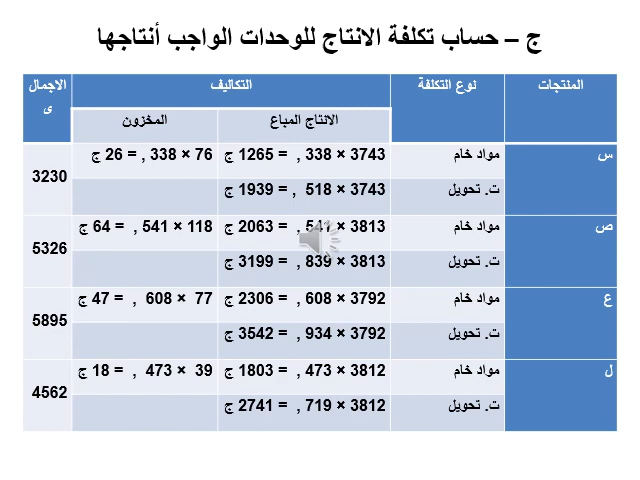 ج – حساب تكلفة الانتاج للوحدات الواجب أنتاجها
المنتجات نوع التكلفة التكاليف الاجمالى
الانتاج المباع المخزون
س مواد خام 3743 × 338 , = 1265 ج 76 × 338 , = 26 ج 3230
ت. تحويل 3743 × 518 , = 1939 ج
ص مواد خام 3813 × 541 , = 2063 ج 118 × 541 , = 64 ج 5326
ت. تحويل 3813 × 839 , = 3199 ج
ع مواد خام 3792 × 608 , = 2306 ج 77 × 608 , = 47 ج 5895
ت. تحويل 3792 × 934 , = 3542 ج
ل مواد خام 3812 × 473 , = 1803 ج 39 × 473 , = 18 ج 4562
ت. تحويل 3812 × 719 , = 2741 ج